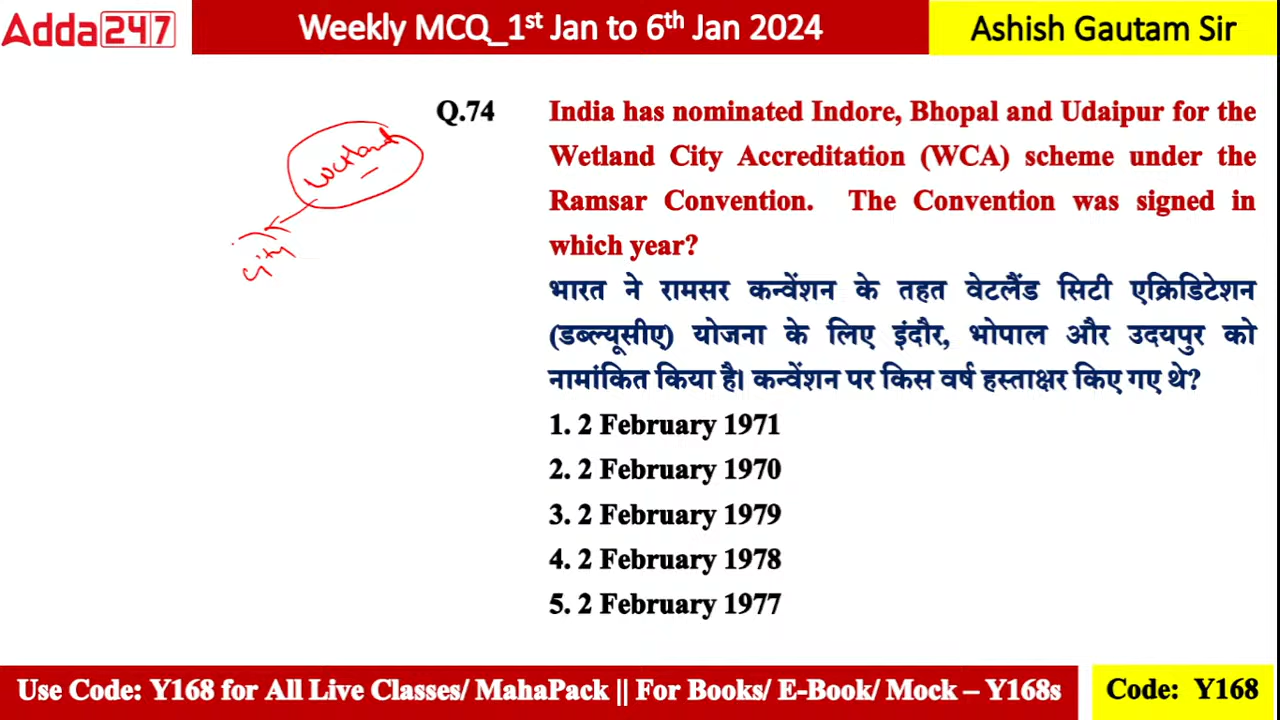 Adda247
Weekly MCQ_1st Jan to 6th Jan 2024
Ashish Gautam Sir
Q.74
India has nominated Indore, Bhopal and Udaipur for the
Wetland City Accreditation (WCA) scheme under the
Ramsar Convention. The Convention was signed in
which year?
भारत ने रामसर कन्वेंशन के तहत वेटलैंड सिटी एक्रिडिटेशन
(डब्ल्यूसीए) योजना के लिए इंदौर, भोपाल और उदयपुर को
नामांकित किया है। कन्वेंशन पर किस वर्ष हस्ताक्षर किए गए थे?
1. 2 February 1971
2. 2 February 1970
3. 2 February 1979
4. 2 February 1978
5. 2 February 1977
Wetland
City
Use Code: Y168 for All Live Classes/ MahaPack || For Books/ E-Book/ Mock – Y168s
Code: Y168